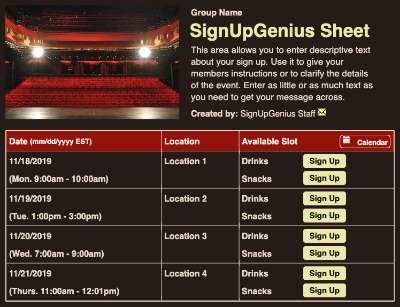 Group Name
SignUpGenius Sheet
This area allows you to enter descriptive text
about your sign up. Use it to give your
members instructions or to clarify the details
of the event. Enter as little or as much text as
you need to get your message across.
Created by: SignUpGenius Staff
Date (mm/dd/yyyy EST) Location Available Slot Calendar
11/18/2019 Location 1 Drinks Sign Up
(Mon. 9:00am - 10:00am) Snacks Sign Up
11/19/2019 Location 2 Drinks Sign Up
(Tue. 1:00pm - 3:00pm) Snacks Sign Up
11/20/2019 Location 3 Drinks Sign Up
(Wed. 7:00am - 9:00am) Snacks Sign Up
11/21/2019 Location 4 Drinks Sign Up
(Thurs. 11:00am - 12:01pm) Snacks Sign Up